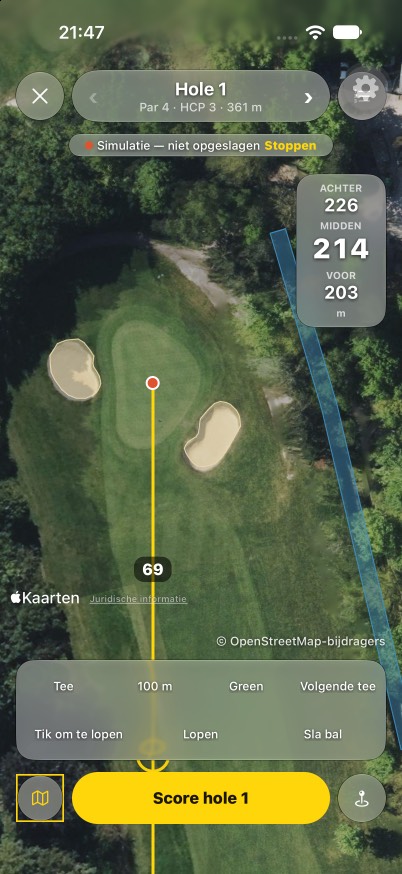 21:47
Hole 1
Par 4 · HCP 3 · 361 m
Simulatie — niet opgeslagen Stoppen
ACHTER
226
MIDDEN
214
VOOR
203
m
69
Kaarten Juridische informatie
© OpenStreetMap-bijdragers
Tee 100 m Green Volgende tee
Tik om te lopen Lopen Sla bal
Score hole 1